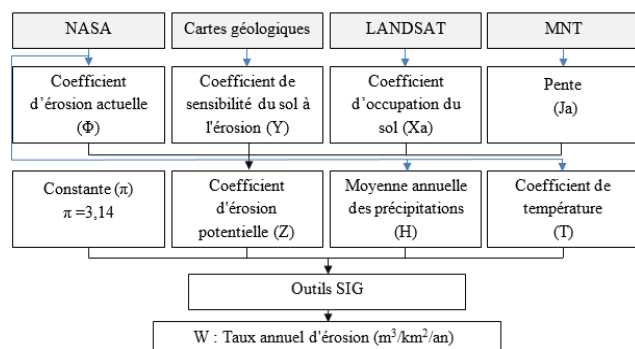 NASA
Cartes géologiques
LANDSAT
MNT
Coefficient
d'érosion actuelle
(Φ)
Coefficient de
sensibilité du sol à
l'érosion (Y)
Coefficient
d'occupation du
sol (Xa)
Pente
(Ja)
Constante (π)
π =3,14
Coefficient
d'érosion
potentielle (Z)
Moyenne annuelle
des précipitations
(H)
Coefficient de
température
(T)
Outils SIG
W : Taux annuel d'érosion (m³/km²/an)